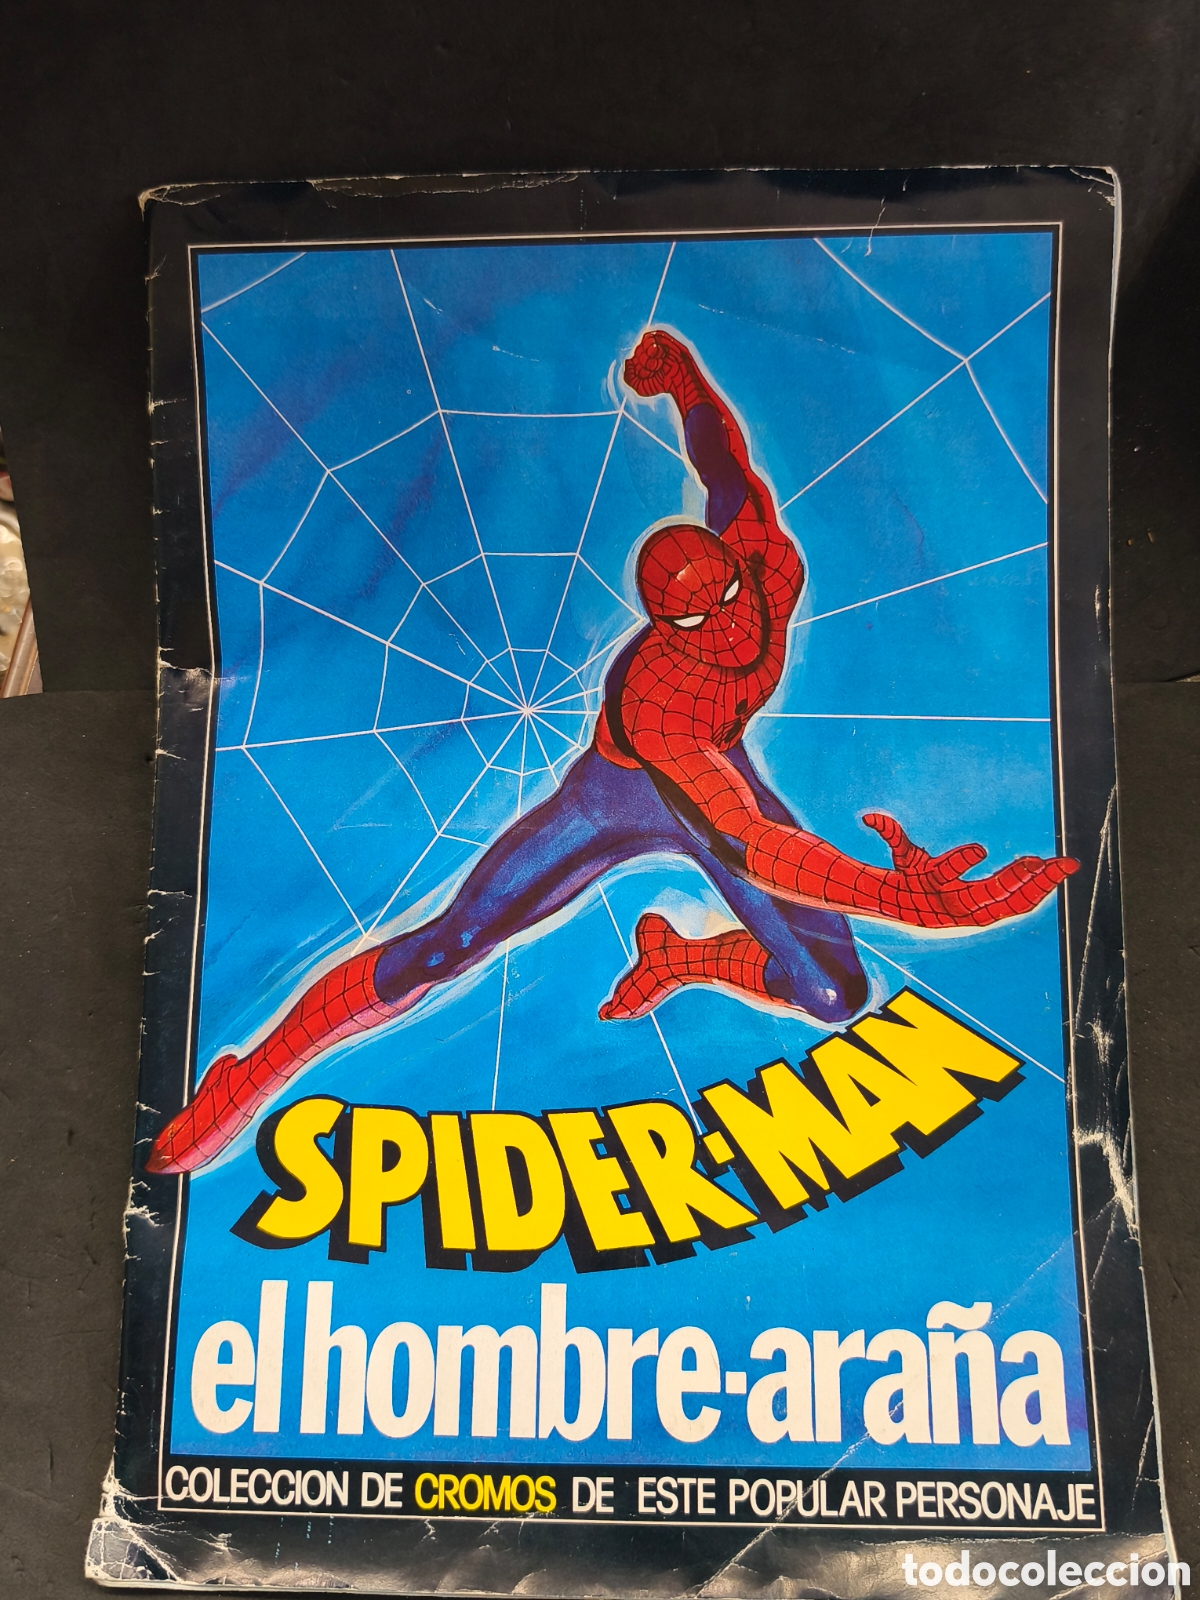 SPIDER-MAN
el hombre-araña
COLECCION DE CROMOS DE ESTE POPULAR PERSONAJE
todocoleccion